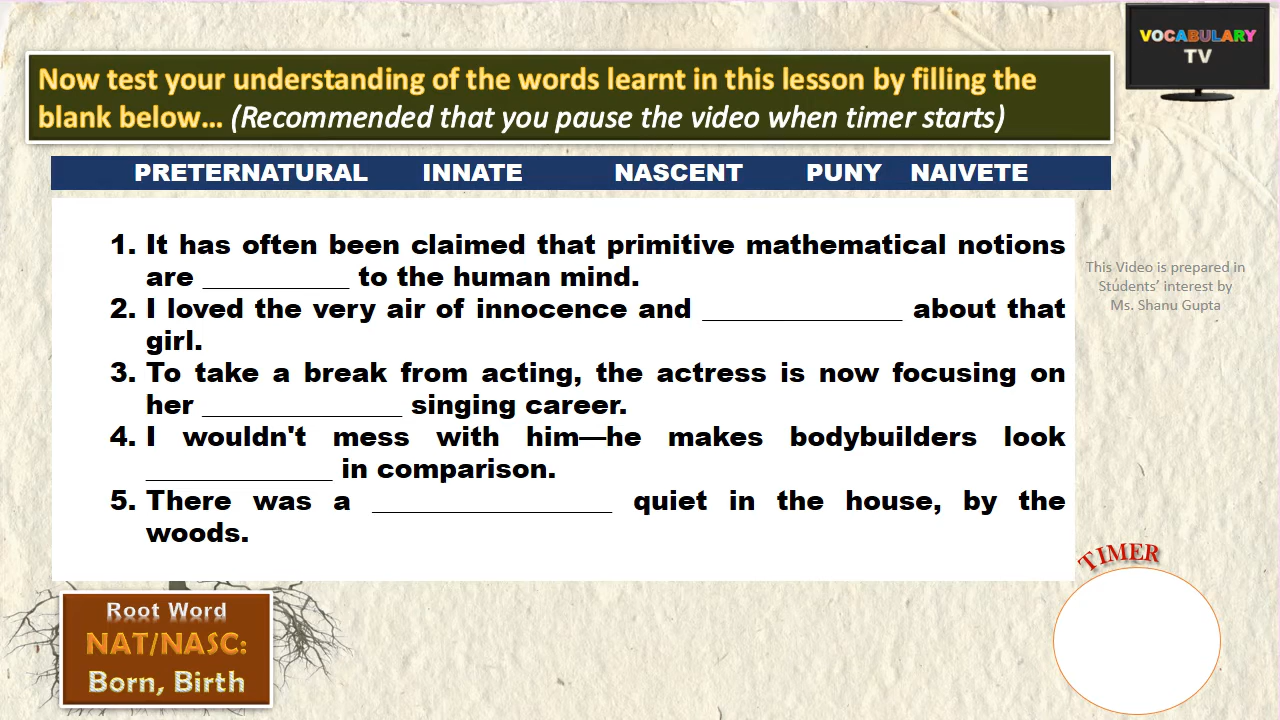 VOCABULARY
TV
Now test your understanding of the words learnt in this lesson by filling the
blank below... (Recommended that you pause the video when timer starts)
PRETERNATURAL INNATE NASCENT PUNY NAIVETE
1. It has often been claimed that primitive mathematical notions
are ___________ to the human mind.
2. I loved the very air of innocence and _______________ about that
girl.
3. To take a break from acting, the actress is now focusing on
her _______________ singing career.
4. I wouldn't mess with him—he makes bodybuilders look
______________ in comparison.
5. There was a __________________ quiet in the house, by the
woods.
This Video is prepared in
Students' interest by
Ms. Shanu Gupta
TIMER
Root Word
NAT/NASC:
Born, Birth